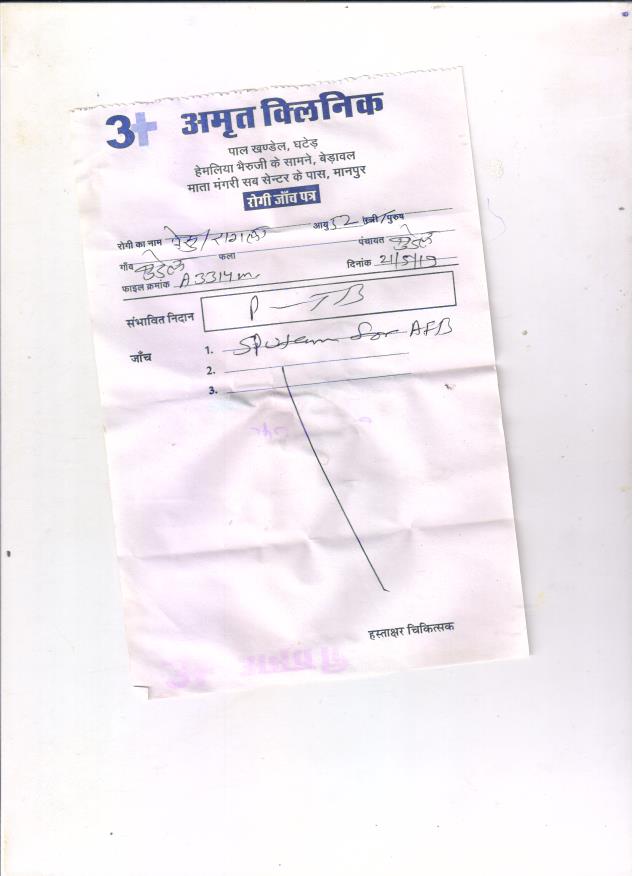 3+ अमृत क्लिनिक
पाल खण्डेल, घटेड़
हेमलिया भैरुजी के सामने, बेड़ावल
माता मंगरी सब सेन्टर के पास, मानपुर
रोगी जाँच पत्र
रोगी का नाम आयु 52 स्त्री/पुरुष
गाँव फला पंचायत
फाइल क्रमांक A3314m दिनांक 21/5/19
संभावित निदान P-TB
जाँच 1. Sputum for AFB
2.
3.
हस्ताक्षर चिकित्सक